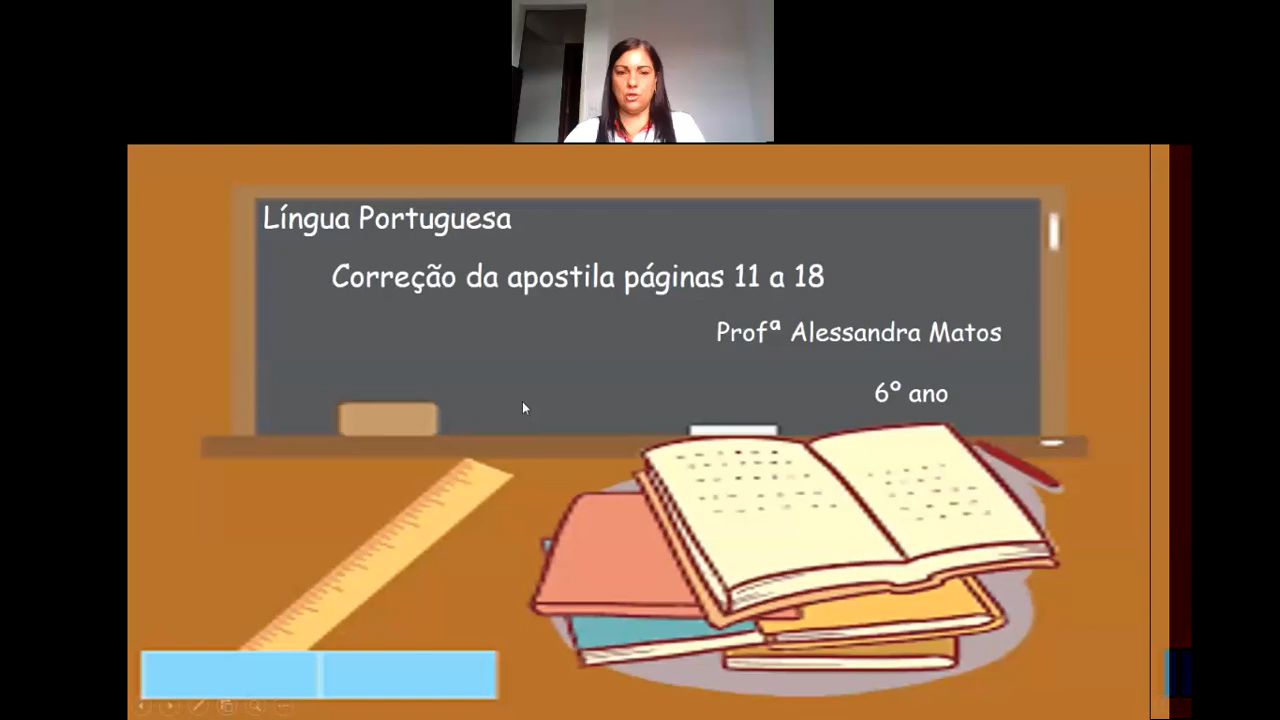 Língua Portuguesa
Correção da apostila páginas 11 a 18
Profª Alessandra Matos
6º ano